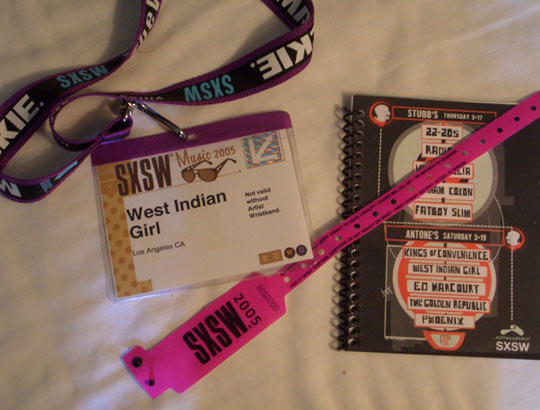 KIE.
SXSW
SXSW
KIE.
SXSW Music 2005
West Indian
Girl
Los Angeles CA
Not valid
without
Artist
Wristband.
SXSW 2005
STUBB'S THURSDAY 3-17
22-20S
FATBOY SLIM
ANTONE'S SATURDAY 3-19
KINGS OF CONVENIENCE
WEST INDIAN GIRL
ED HARCOURT
THE GOLDEN REPUBLIC
PHOENIX
SXSW